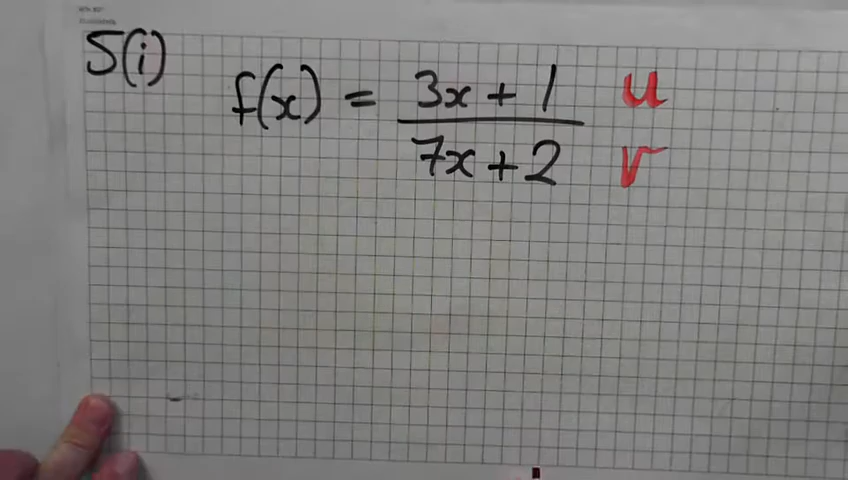 5(i)
f(x) = 3x + 1 u
7x + 2 v